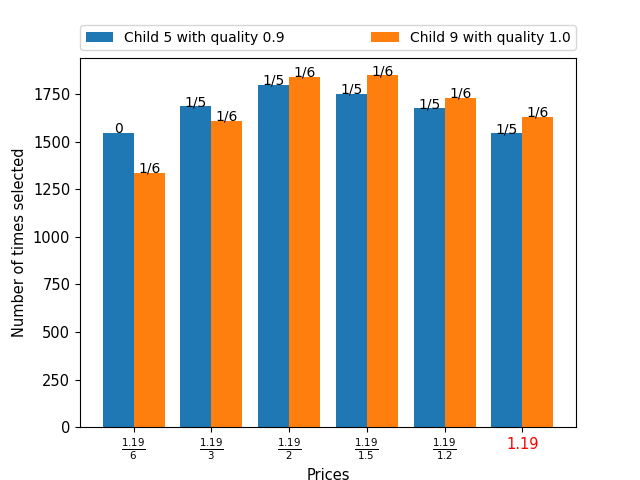 Child 5 with quality 0.9 Child 9 with quality 1.0
Number of times selected
1750
1500
1250
1000
750
500
250
0
0 1/6 1/5 1/6 1/5 1/6 1/5 1/6 1/5 1/6 1/5 1/6
1.19/6 1.19/3 1.19/2 1.19/1.5 1.19/1.2 1.19
Prices